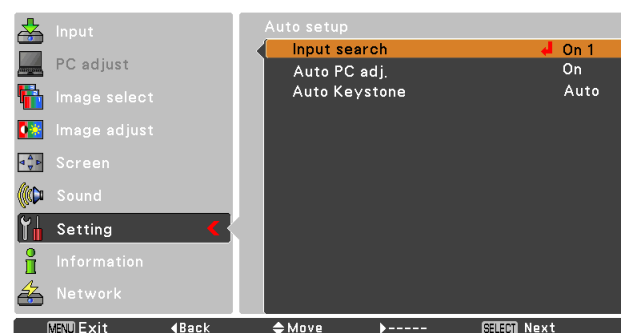 Input
PC adjust
Image select
Image adjust
Screen
Sound
Setting
Information
Network
Auto setup
Input search On 1
Auto PC adj. On
Auto Keystone Auto
MENU Exit Back Move ----- SELECT Next